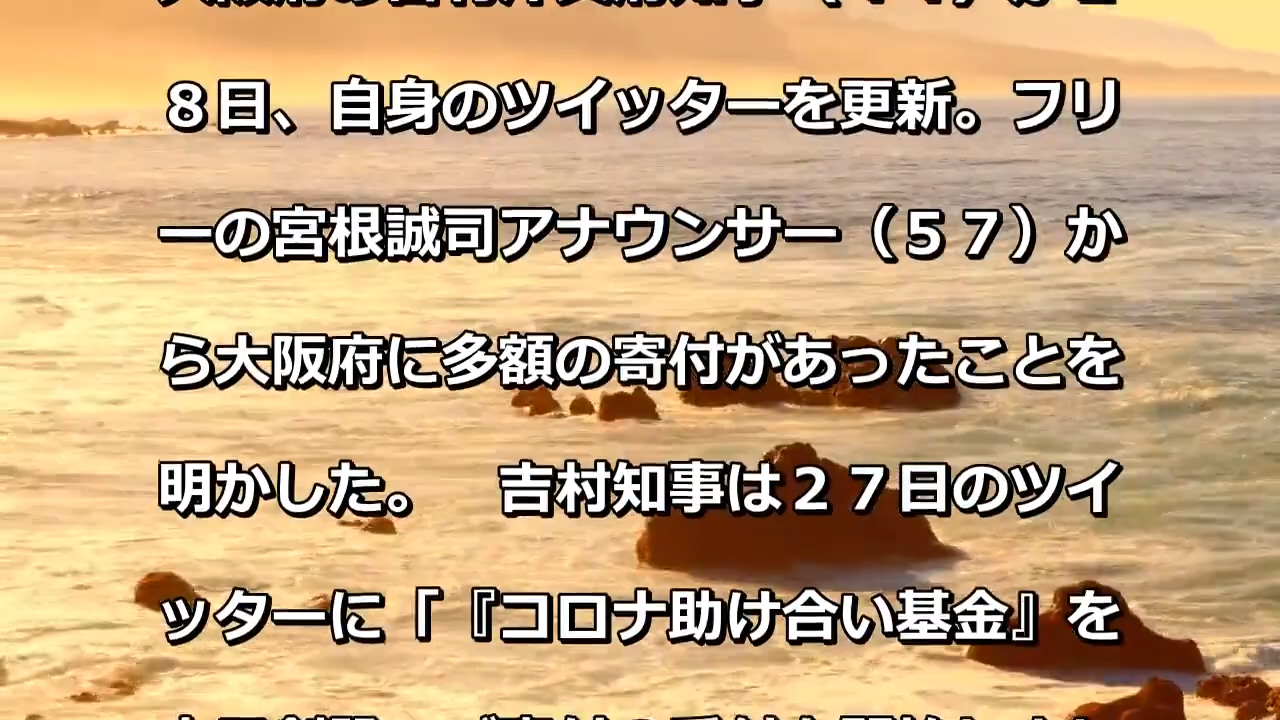 ８日、自身のツイッターを更新。フリ
ーの宮根誠司アナウンサー（５７）か
ら大阪府に多額の寄付があったことを
明かした。　吉村知事は２７日のツイ
ッターに「『コロナ助け合い基金』を